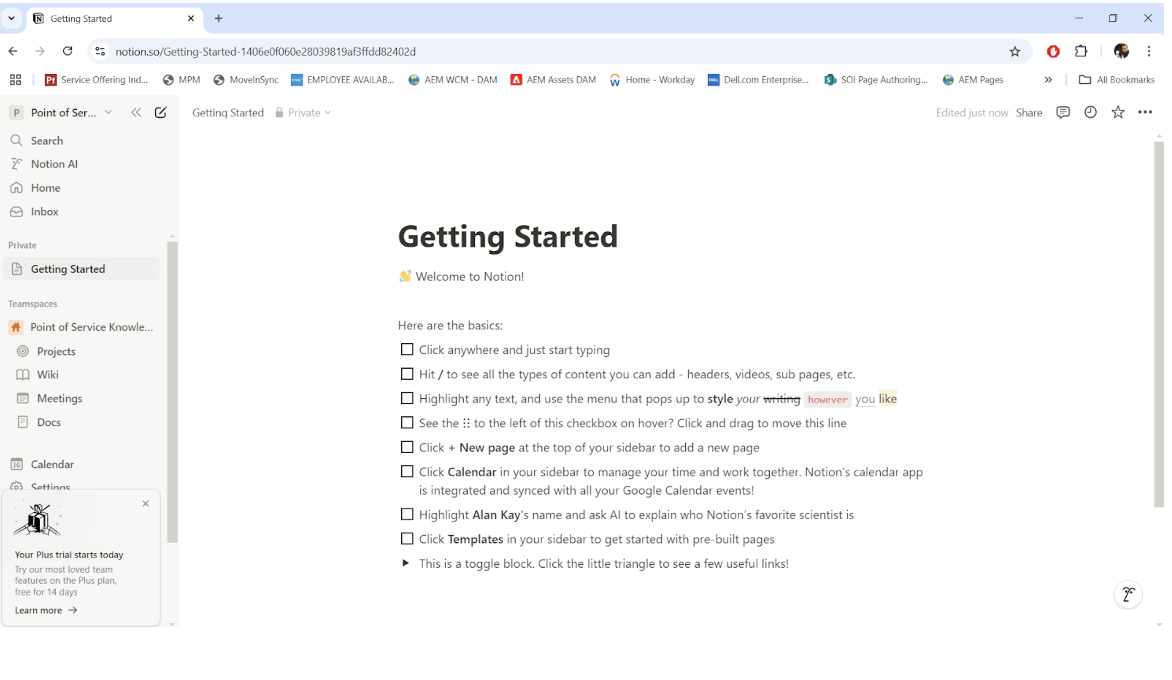 Getting Started
notion.so/Getting-Started-1406e0f060e28039819af3ffdd82402d
Service Offering Ind...
MPM
MoveInSync
EMPLOYEE AVAILAB...
AEM WCM - DAM
AEM Assets DAM
Home - Workday
Dell.com Enterprise...
SOI Page Authoring...
AEM Pages
All Bookmarks
P Point of Ser...
Getting Started Private
Edited just now Share
Search
Notion AI
Home
Inbox
Private
Getting Started
Teamspaces
Point of Service Knowle...
Projects
Wiki
Meetings
Docs
Calendar
Settings
Your Plus trial starts today
Try our most loved team
features on the Plus plan,
free for 14 days
Learn more →
Getting Started
👋 Welcome to Notion!
Here are the basics:
Click anywhere and just start typing
Hit / to see all the types of content you can add - headers, videos, sub pages, etc.
Highlight any text, and use the menu that pops up to style your writing however you like
See the ⋮⋮ to the left of this checkbox on hover? Click and drag to move this line
Click + New page at the top of your sidebar to add a new page
Click Calendar in your sidebar to manage your time and work together. Notion's calendar app
is integrated and synced with all your Google Calendar events!
Highlight Alan Kay's name and ask AI to explain who Notion's favorite scientist is
Click Templates in your sidebar to get started with pre-built pages
This is a toggle block. Click the little triangle to see a few useful links!